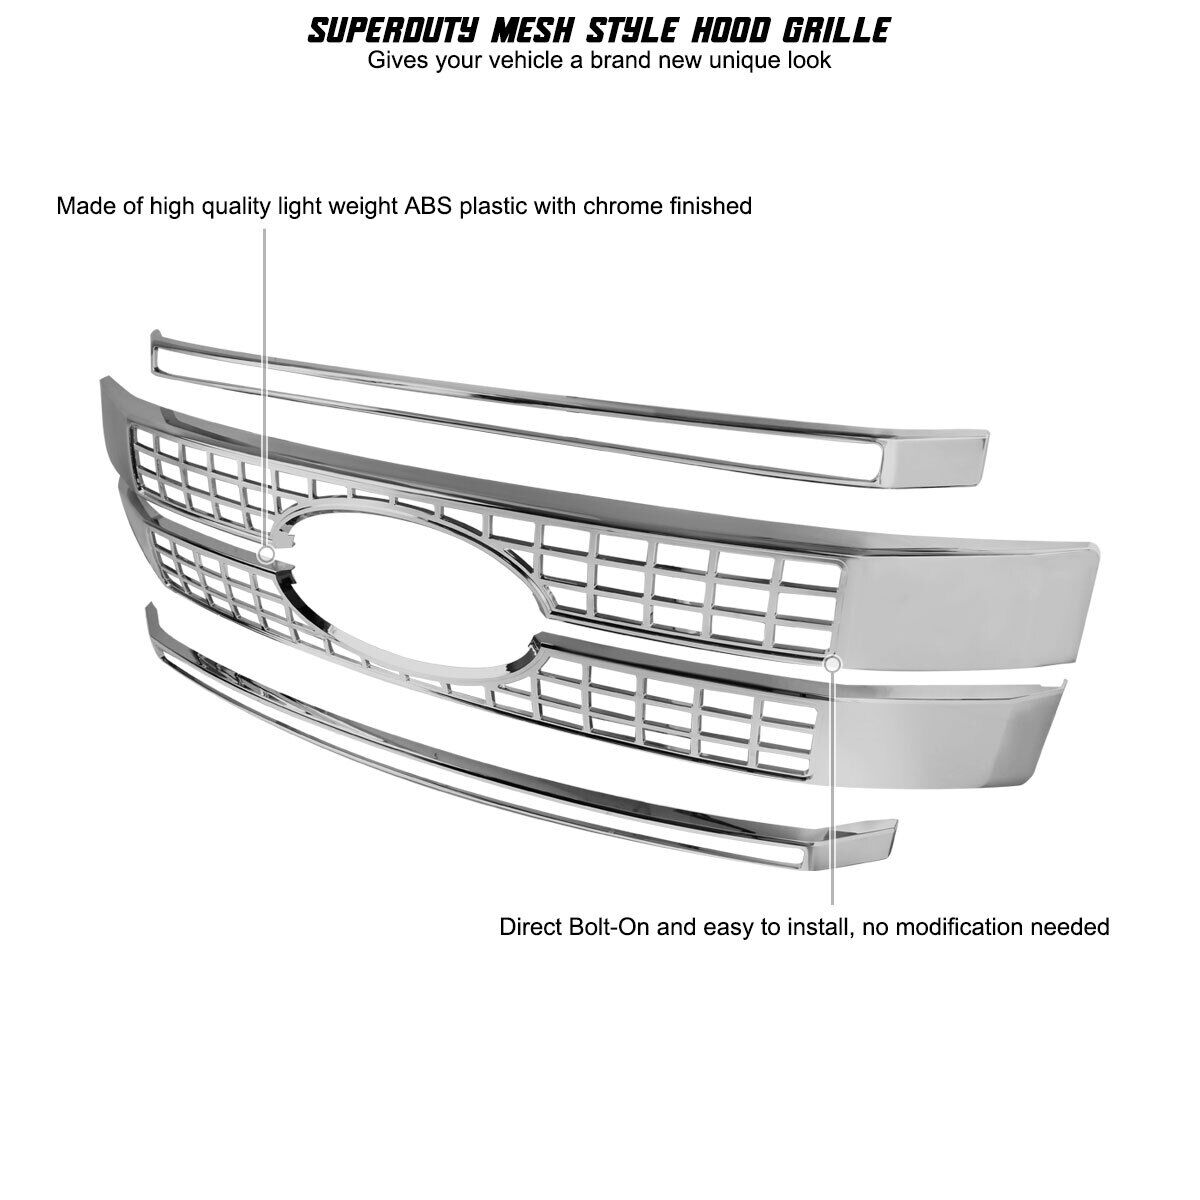 SUPERDUTY MESH STYLE HOOD GRILLE
Gives your vehicle a brand new unique look
Made of high quality light weight ABS plastic with chrome finished
Direct Bolt-On and easy to install, no modification needed